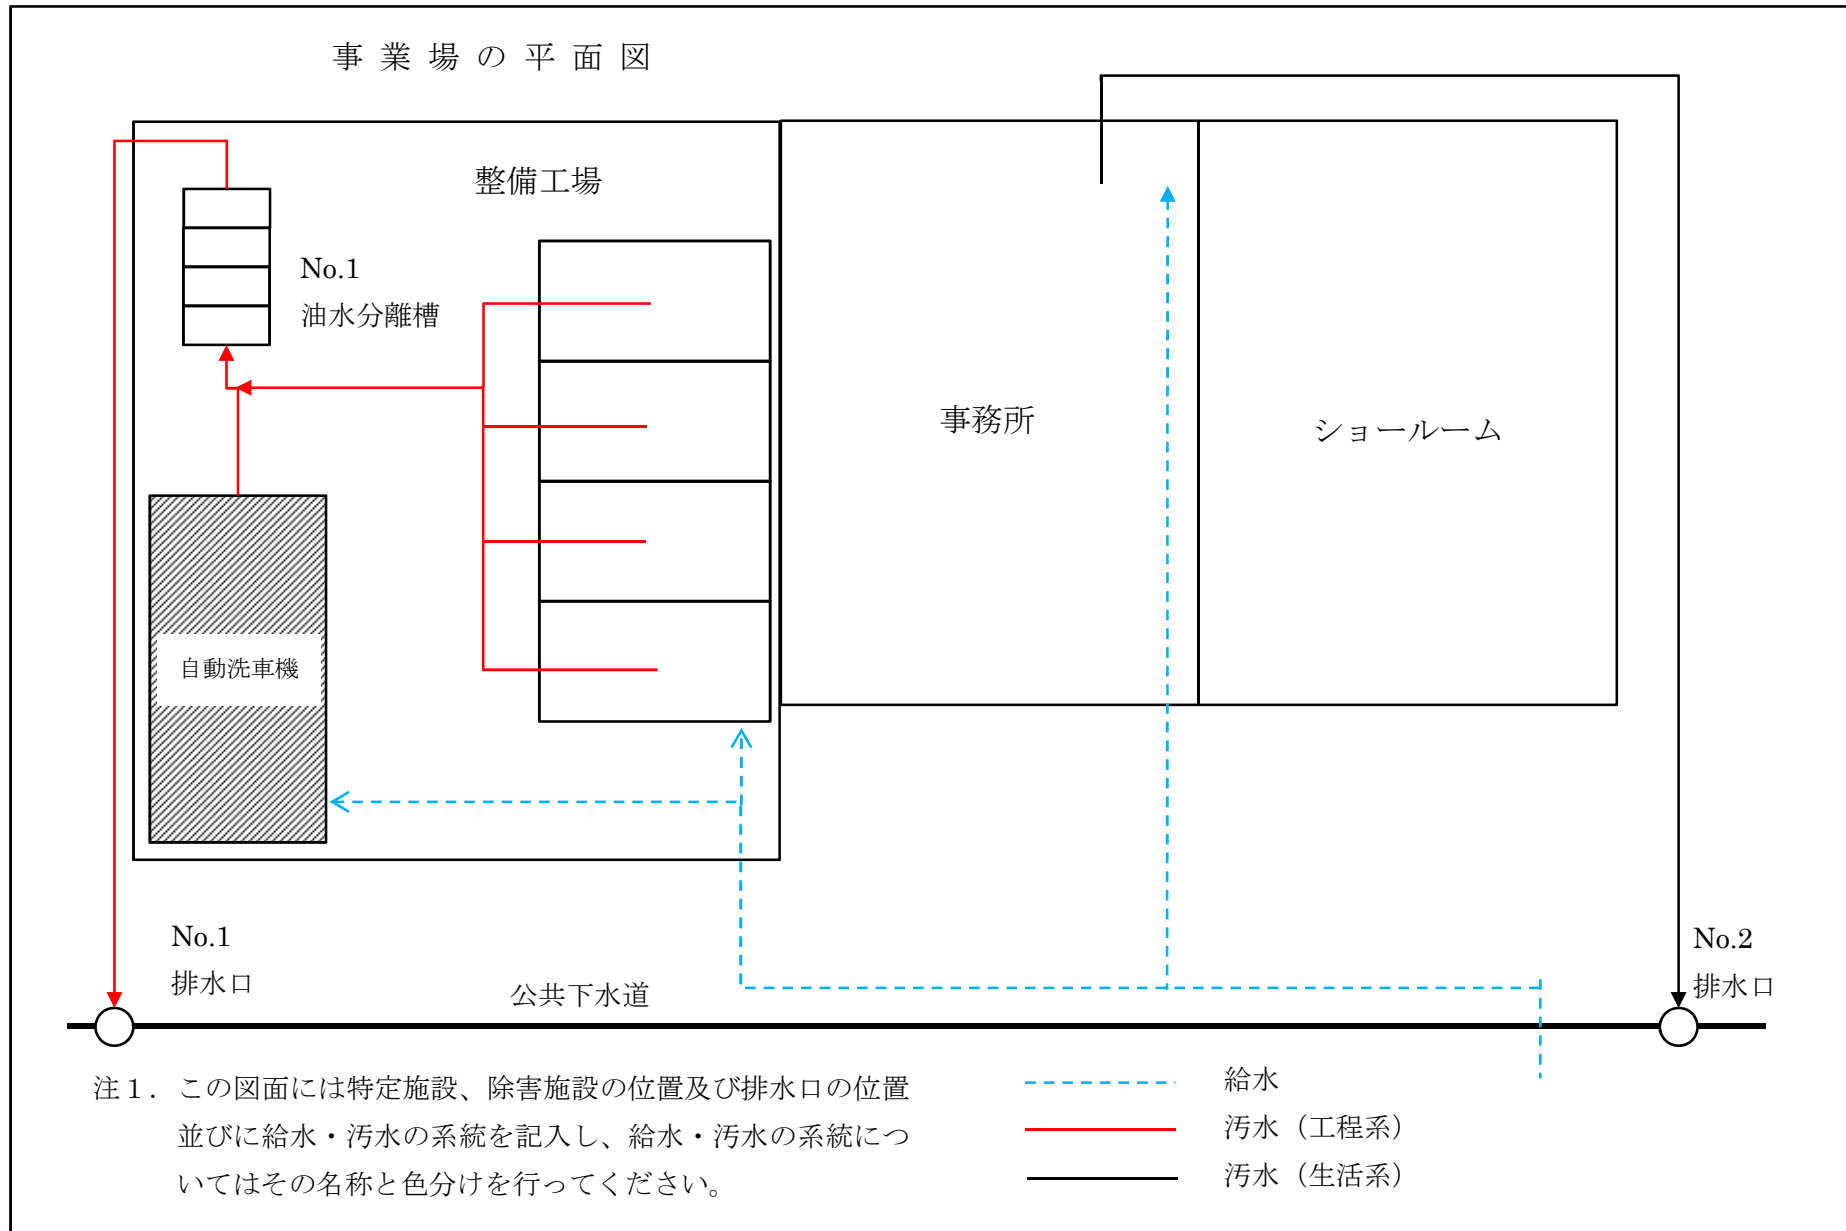 事業場の平面図
整備工場
No.1
油水分離槽
事務所
ショールーム
自動洗車機
No.1
排水口
公共下水道
No.2
排水口
注１．この図面には特定施設、除害施設の位置及び排水口の位置
並びに給水・汚水の系統を記入し、給水・汚水の系統につ
いてはその名称と色分けを行ってください。
給水
汚水（工程系）
汚水（生活系）